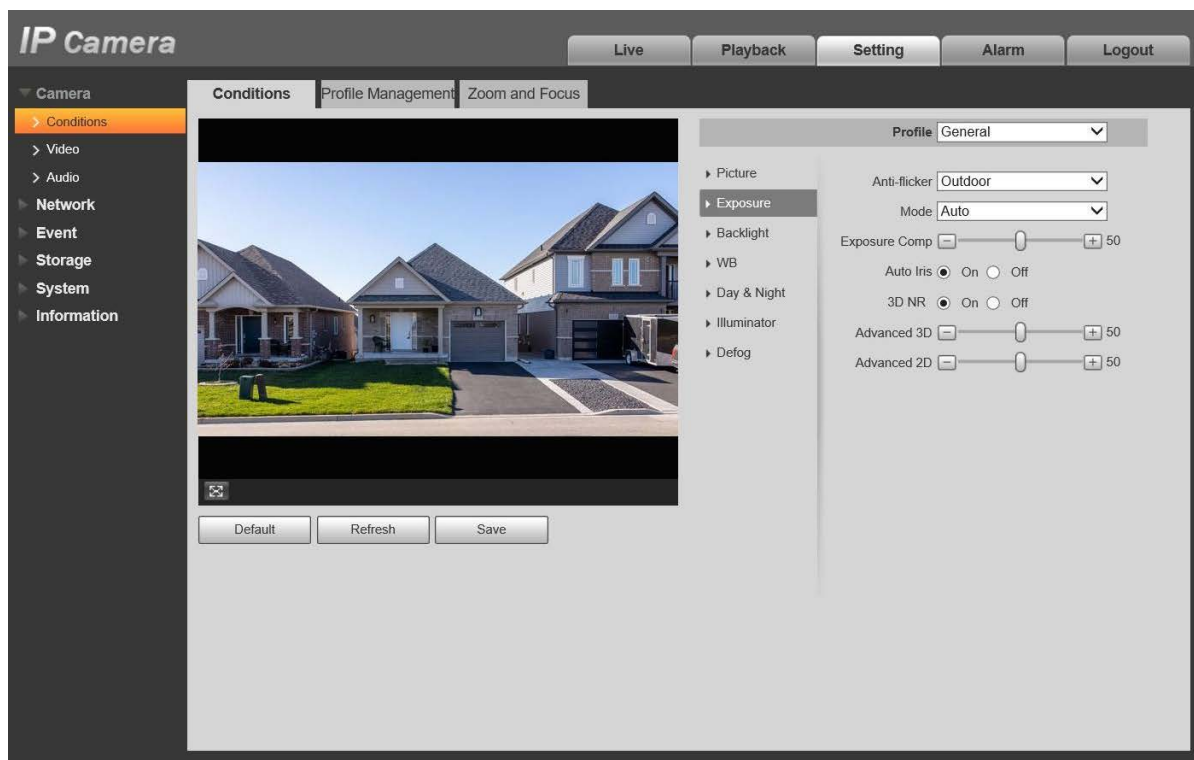 IP Camera
Live
Playback
Setting
Alarm
Logout
Camera
Conditions
Video
Audio
Network
Event
Storage
System
Information
Conditions
Profile Management
Zoom and Focus
Default
Refresh
Save
Picture
Exposure
Backlight
WB
Day & Night
Illuminator
Defog
Profile General
Anti-flicker Outdoor
Mode Auto
Exposure Comp 50
Auto Iris On Off
3D NR On Off
Advanced 3D 50
Advanced 2D 50